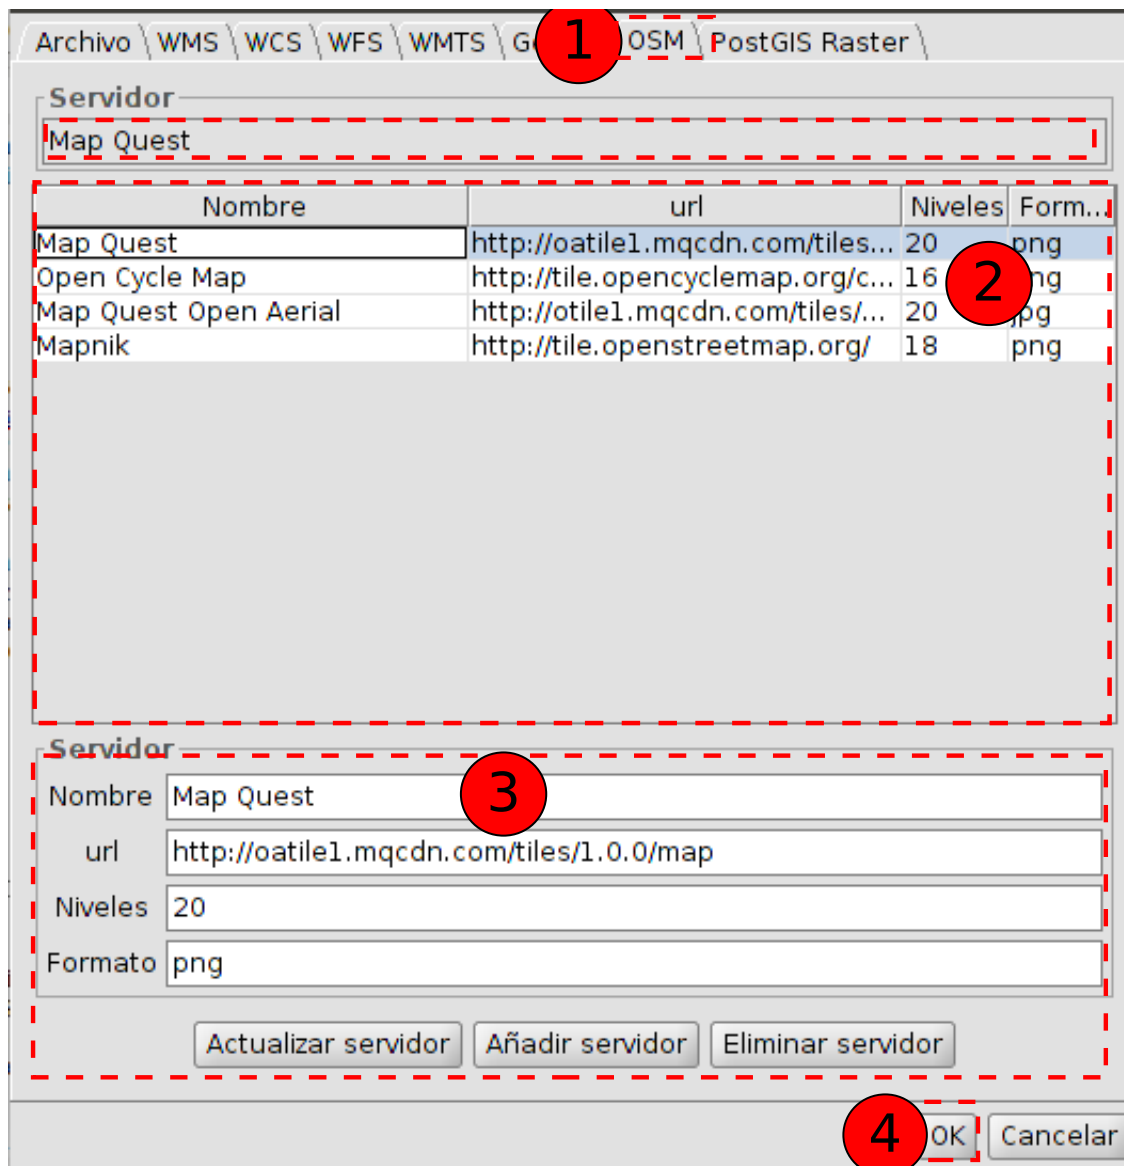 Archivo WMS WCS WFS WMTS 1 OSM PostGIS Raster
Servidor
Map Quest
Nombre url Niveles Form...
Map Quest http://oatile1.mqcdn.com/tiles... 20 png
Open Cycle Map http://tile.opencyclemap.org/c... 16 2
Map Quest Open Aerial http://otile1.mqcdn.com/tiles/... 20 jpg
Mapnik http://tile.openstreetmap.org/ 18 png
Servidor
Nombre Map Quest 3
url http://oatile1.mqcdn.com/tiles/1.0.0/map
Niveles 20
Formato png
Actualizar servidor Añadir servidor Eliminar servidor
4 OK Cancelar